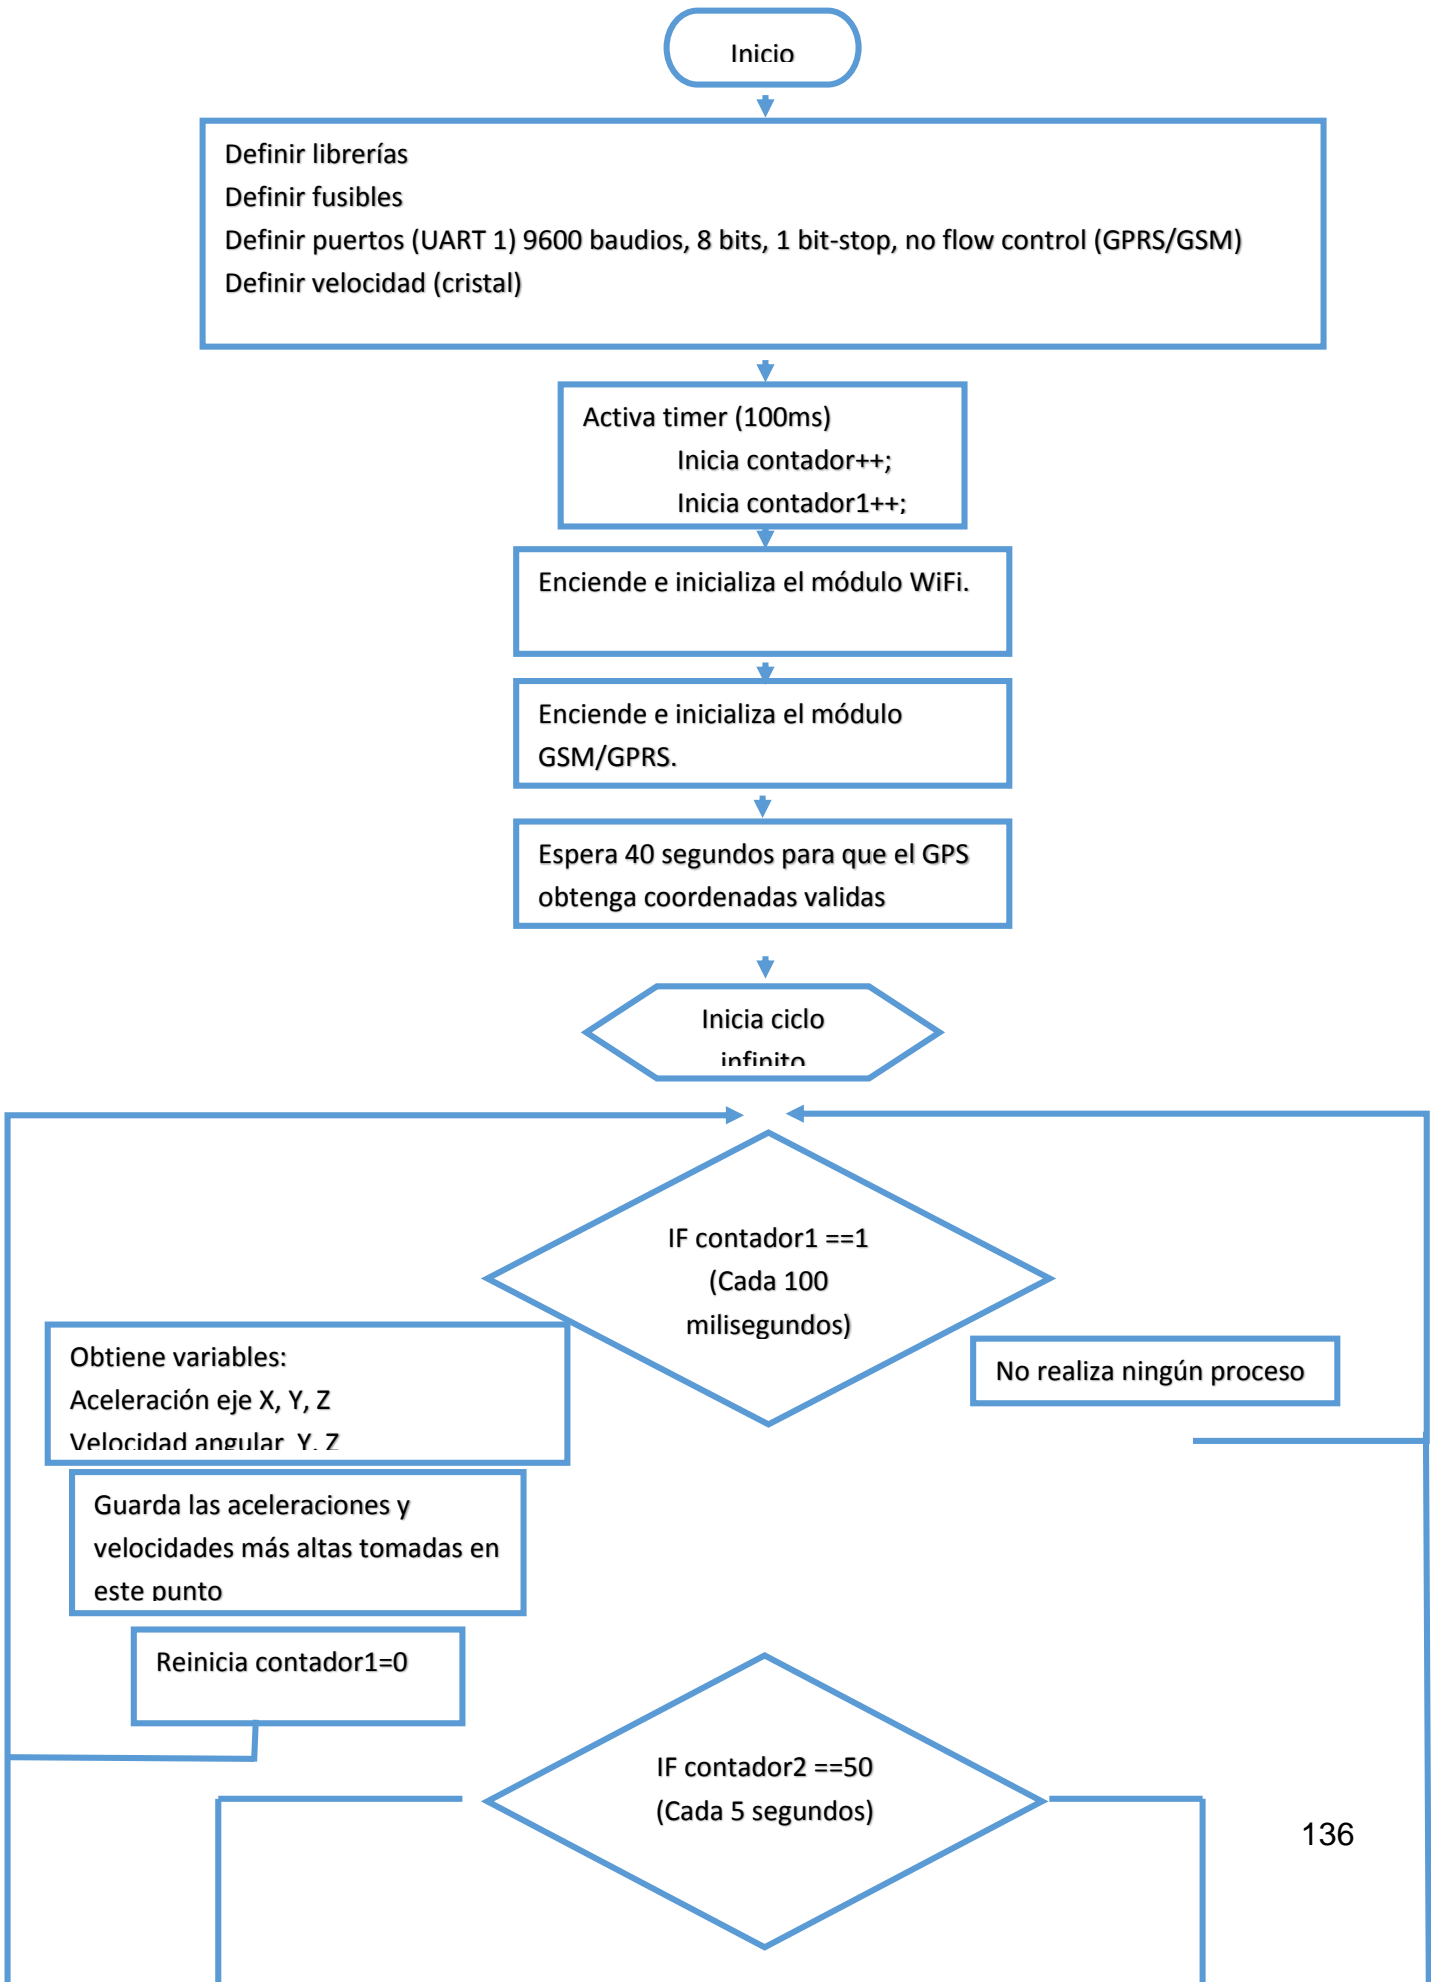 Inicio
Definir librerías
Definir fusibles
Definir puertos (UART 1) 9600 baudios, 8 bits, 1 bit-stop, no flow control (GPRS/GSM)
Definir velocidad (cristal)
Activa timer (100ms)
Inicia contador++;
Inicia contador1++;
Enciende e inicializa el módulo WiFi.
Enciende e inicializa el módulo
GSM/GPRS.
Espera 40 segundos para que el GPS
obtenga coordenadas validas
Inicia ciclo
infinito
IF contador1 ==1
(Cada 100
milisegundos)
Obtiene variables:
Aceleración eje X, Y, Z
Velocidad angular Y, Z
No realiza ningún proceso
Guarda las aceleraciones y
velocidades más altas tomadas en
este punto
Reinicia contador1=0
IF contador2 ==50
(Cada 5 segundos)
136